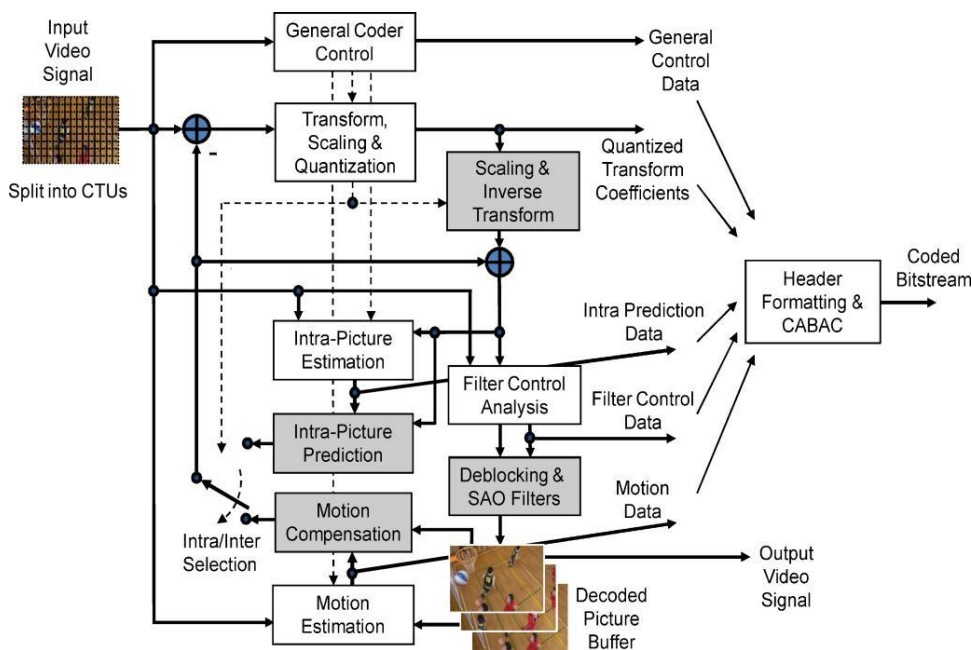 Input
Video
Signal
Split into CTUs
General Coder
Control
General
Control
Data
Transform,
Scaling &
Quantization
-
Quantized
Transform
Coefficients
Scaling &
Inverse
Transform
Header
Formatting &
CABAC
Coded
Bitstream
Intra-Picture
Estimation
Intra Prediction
Data
Filter Control
Analysis
Filter Control
Data
Intra-Picture
Prediction
Deblocking &
SAO Filters
Motion
Compensation
Motion
Data
Intra/Inter
Selection
Motion
Estimation
Decoded
Picture
Buffer
Output
Video
Signal